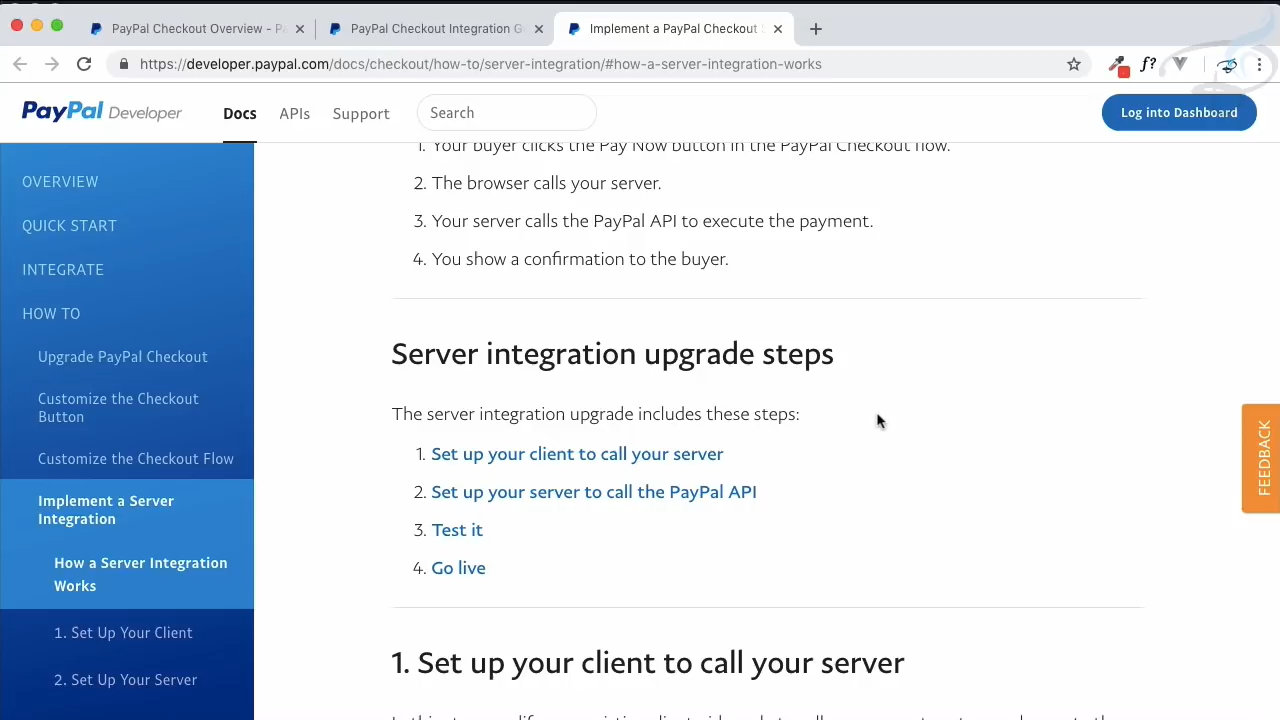 PayPal Checkout Overview - Pa
PayPal Checkout Integration G
Implement a PayPal Checkout S
https://developer.paypal.com/docs/checkout/how-to/server-integration/#how-a-server-integration-works
f?
PayPal Developer
Docs
APIs
Support
Search
Log into Dashboard
OVERVIEW
QUICK START
INTEGRATE
HOW TO
Upgrade PayPal Checkout
Customize the Checkout
Button
Customize the Checkout Flow
Implement a Server
Integration
How a Server Integration
Works
1. Set Up Your Client
2. Set Up Your Server
1. Your buyer clicks the Pay Now button in the PayPal Checkout flow.
2. The browser calls your server.
3. Your server calls the PayPal API to execute the payment.
4. You show a confirmation to the buyer.
Server integration upgrade steps
The server integration upgrade includes these steps:
1. Set up your client to call your server
2. Set up your server to call the PayPal API
3. Test it
4. Go live
1. Set up your client to call your server
FEEDBACK